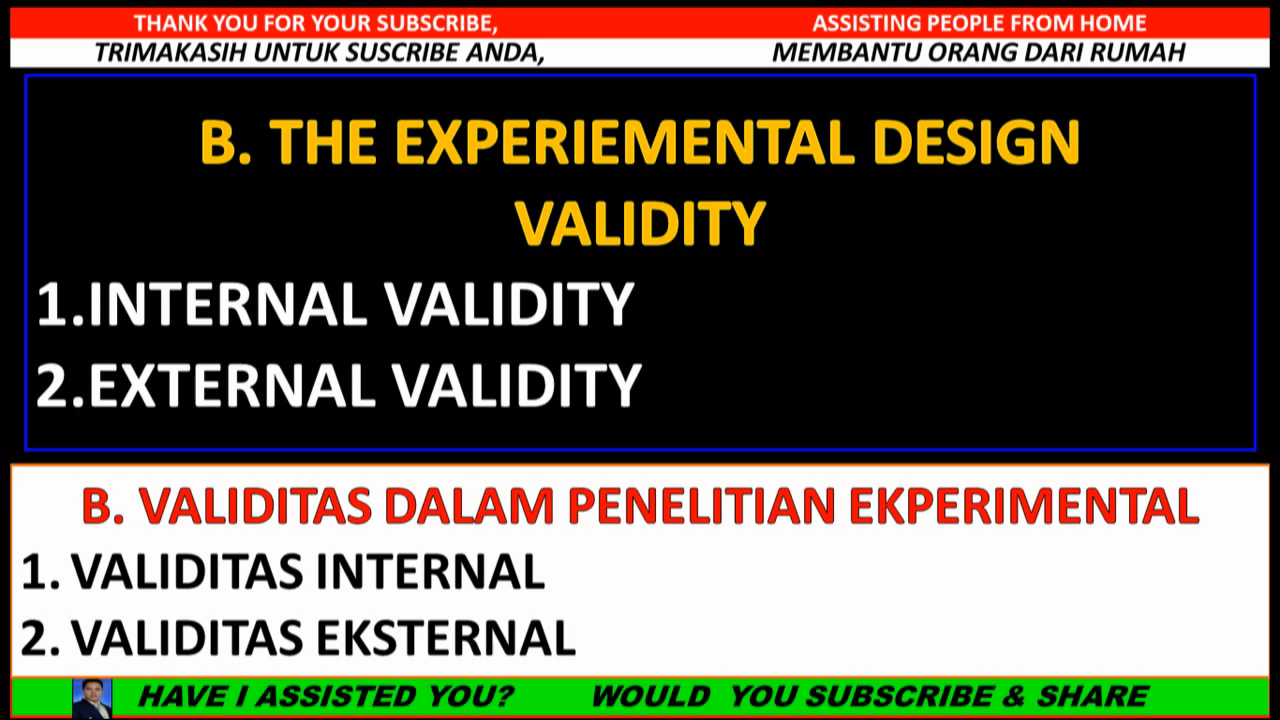 THANK YOU FOR YOUR SUBSCRIBE, ASSISTING PEOPLE FROM HOME
TRIMAKASIH UNTUK SUSCRIBE ANDA, MEMBANTU ORANG DARI RUMAH
B. THE EXPERIEMENTAL DESIGN
VALIDITY
1.INTERNAL VALIDITY
2.EXTERNAL VALIDITY
B. VALIDITAS DALAM PENELITIAN EKPERIMENTAL
1. VALIDITAS INTERNAL
2. VALIDITAS EKSTERNAL
HAVE I ASSISTED YOU? WOULD YOU SUBSCRIBE & SHARE